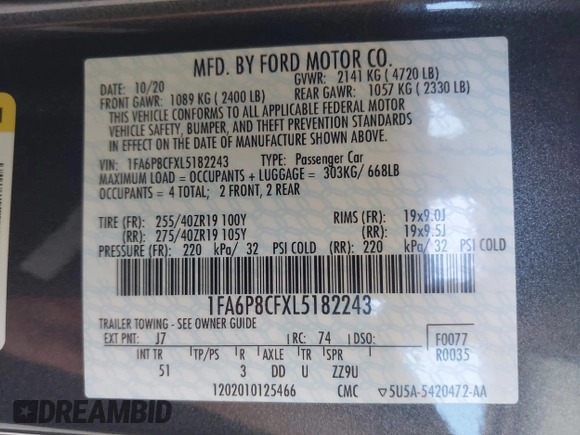 MFD. BY FORD MOTOR CO.
DATE: 10/20 GVWR: 2141 KG ( 4720 LB)
FRONT GAWR: 1089 KG ( 2400 LB) REAR GAWR: 1057 KG ( 2330 LB)
THIS VEHICLE CONFORMS TO ALL APPLICABLE FEDERAL MOTOR
VEHICLE SAFETY, BUMPER, AND THEFT PREVENTION STANDARDS
IN EFFECT ON THE DATE OF MANUFACTURE SHOWN ABOVE.
VIN: 1FA6P8CFXL5182243 TYPE: Passenger Car
MAXIMUM LOAD = OCCUPANTS + LUGGAGE = 303KG/ 668LB
OCCUPANTS = 4 TOTAL; 2 FRONT, 2 REAR
TIRE (FR): 255/40ZR19 100Y RIMS (FR): 19x9.0J
(RR): 275/40ZR19 105Y (RR): 19x9.5J
PRESSURE (FR): 220 kPa/ 32 PSI COLD (RR): 220 kPa/ 32 PSI COLD
1FA6P8CFXL5182243
TRAILER TOWING - SEE OWNER GUIDE
EXT PNT: J7 RC: 74 DSO: F0077
INT TR TP/PS R AXLE TR SPR R0035
51 3 DD U ZZ9U
1202010125466 CMC 5U5A-5420472-AA
DREAMBID